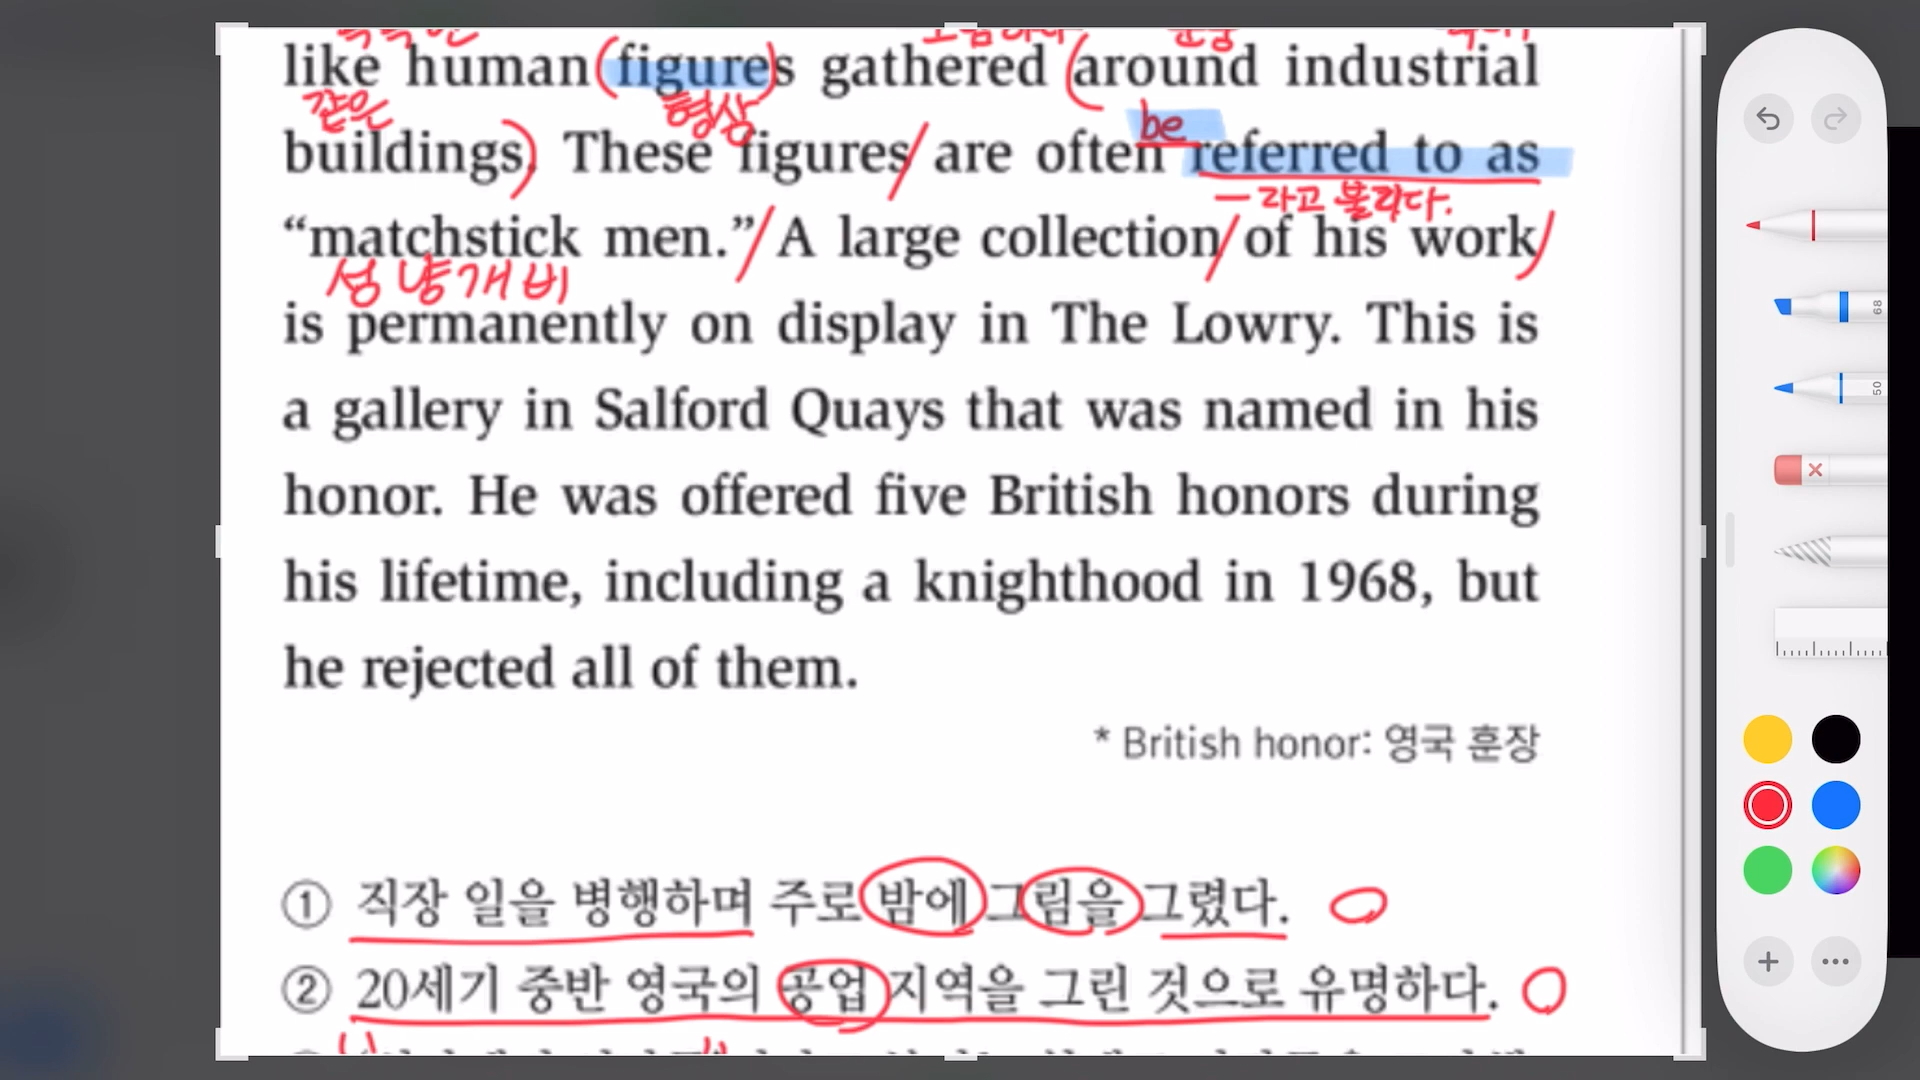 like human figures gathered around industrial
같은 형상
be
buildings. These figures are often referred to as
—라고 불리다.
“matchstick men.” A large collection of his work
성냥개비
is permanently on display in The Lowry. This is
a gallery in Salford Quays that was named in his
honor. He was offered five British honors during
his lifetime, including a knighthood in 1968, but
he rejected all of them.
* British honor: 영국 훈장
① 직장 일을 병행하며 주로 밤에 그림을 그렸다.
② 20세기 중반 영국의 공업 지역을 그린 것으로 유명하다.
68
50